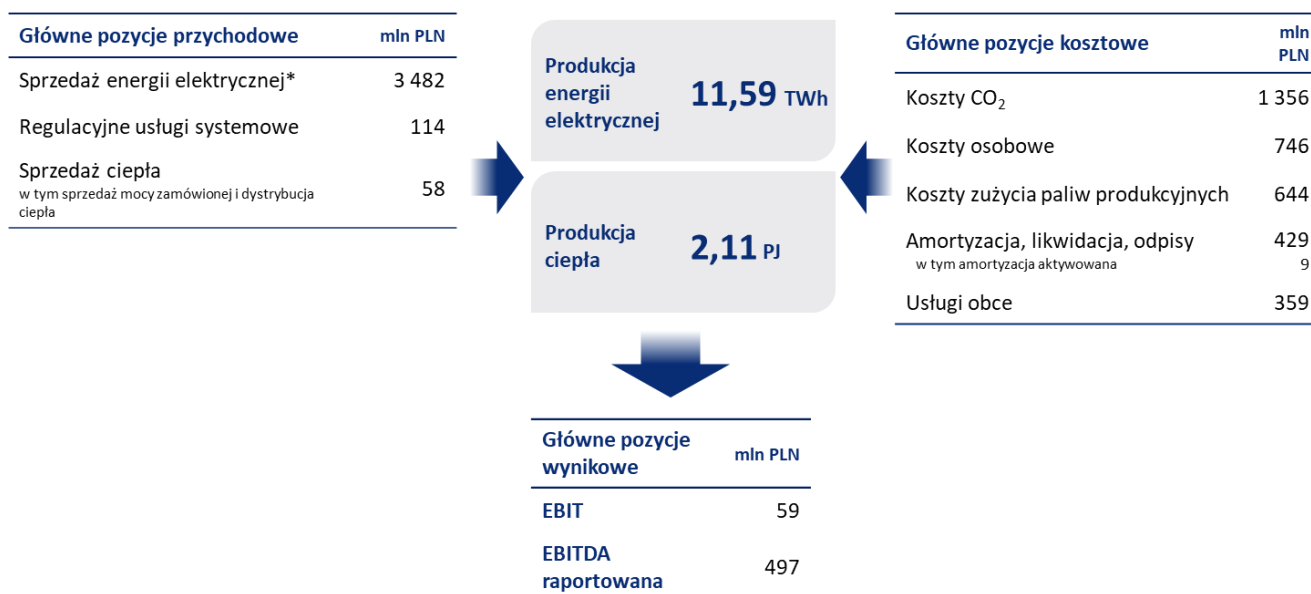 Główne pozycje przychodowe mln PLN
Sprzedaż energii elektrycznej* 3 482
Regulacyjne usługi systemowe 114
Sprzedaż ciepła
w tym sprzedaż mocy zamówionej i dystrybucja
ciepła
58
Produkcja
energii
elektrycznej
11,59 TWh
Produkcja
ciepła
2,11 PJ
Główne pozycje kosztowe mln
PLN
Koszty CO₂ 1 356
Koszty osobowe 746
Koszty zużycia paliw produkcyjnych 644
Amortyzacja, likwidacja, odpisy 429
w tym amortyzacja aktywowana 9
Usługi obce 359
Główne pozycje
wynikowe
mln PLN
EBIT 59
EBITDA
raportowana
497